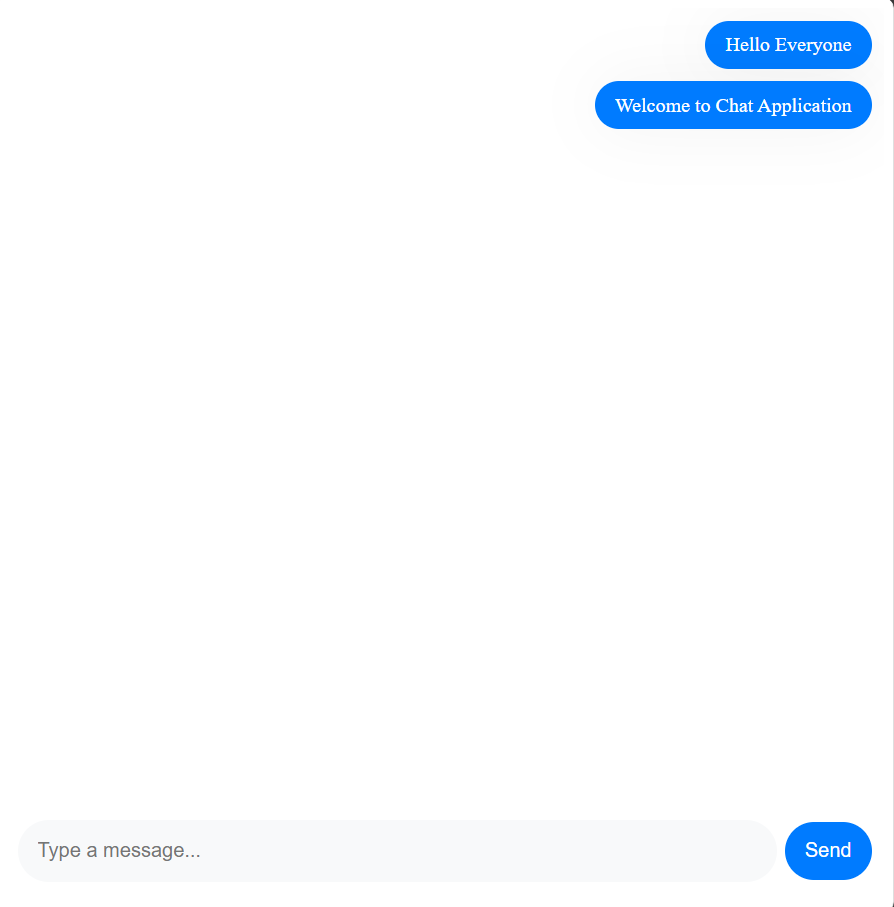 Hello Everyone
Welcome to Chat Application
Type a message...
Send